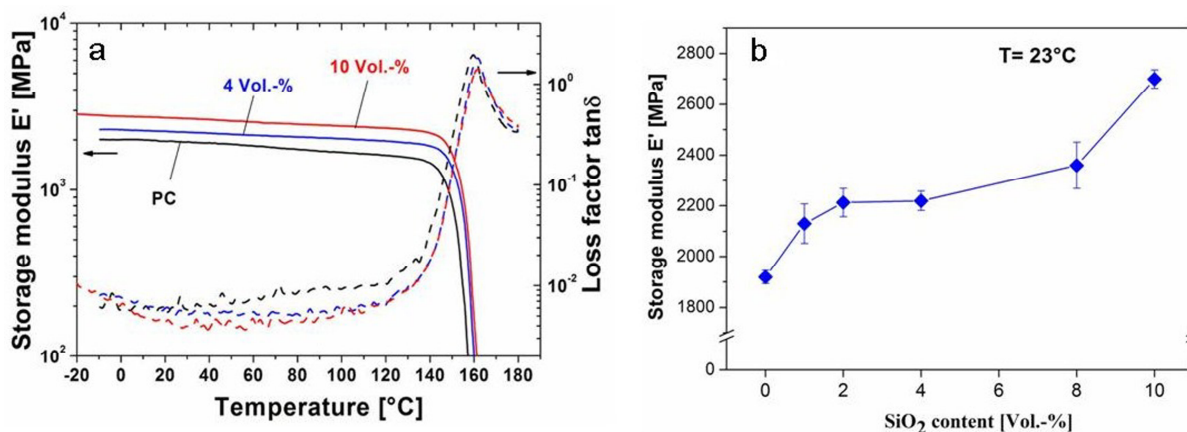 a
10 Vol.-%
4 Vol.-%
PC
Storage modulus E' [MPa]
10⁴
10³
10²
-20 0 20 40 60 80 100 120 140 160 180
Temperature [°C]
10⁰
10⁻¹
10⁻²
Loss factor tanδ
b
T= 23°C
Storage modulus E' [MPa]
2800
2700
2600
2400
2200
2000
1900
1800
0
0 2 4 6 8 10
SiO₂ content [Vol.-%]